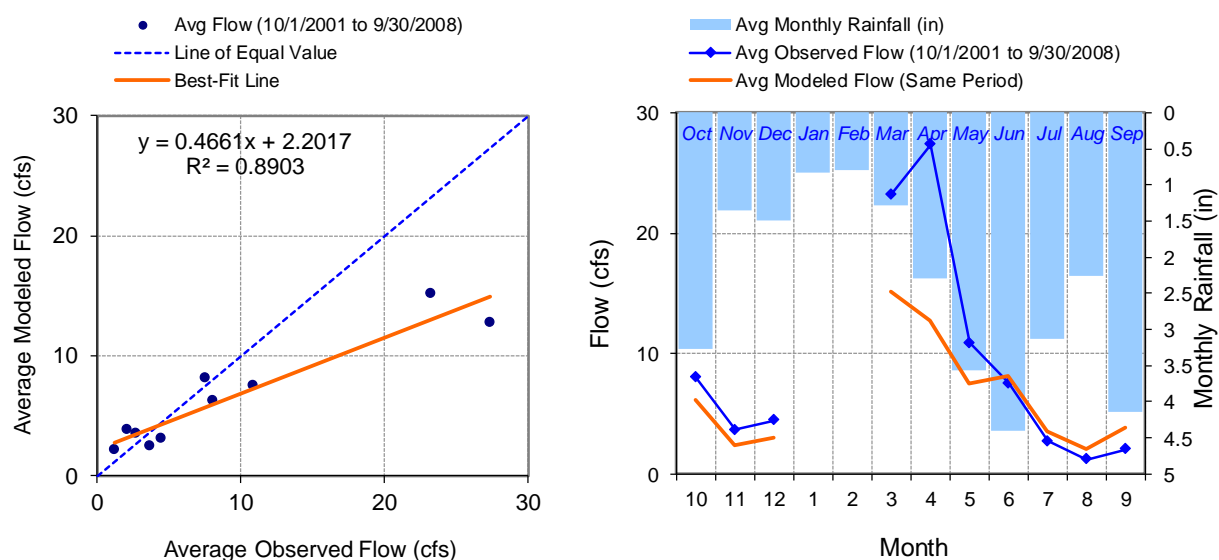 Avg Flow (10/1/2001 to 9/30/2008)
Line of Equal Value
Best-Fit Line
30
20
10
0
y = 0.4661x + 2.2017
R² = 0.8903
0 10 20 30
Average Modeled Flow (cfs)
Average Observed Flow (cfs)
Avg Monthly Rainfall (in)
Avg Observed Flow (10/1/2001 to 9/30/2008)
Avg Modeled Flow (Same Period)
30
20
10
0
Flow (cfs)
Oct Nov Dec Jan Feb Mar Apr May Jun Jul Aug Sep
0
0.5
1
1.5
2
2.5
3
3.5
4
4.5
5
Monthly Rainfall (in)
10 11 12 1 2 3 4 5 6 7 8 9
Month